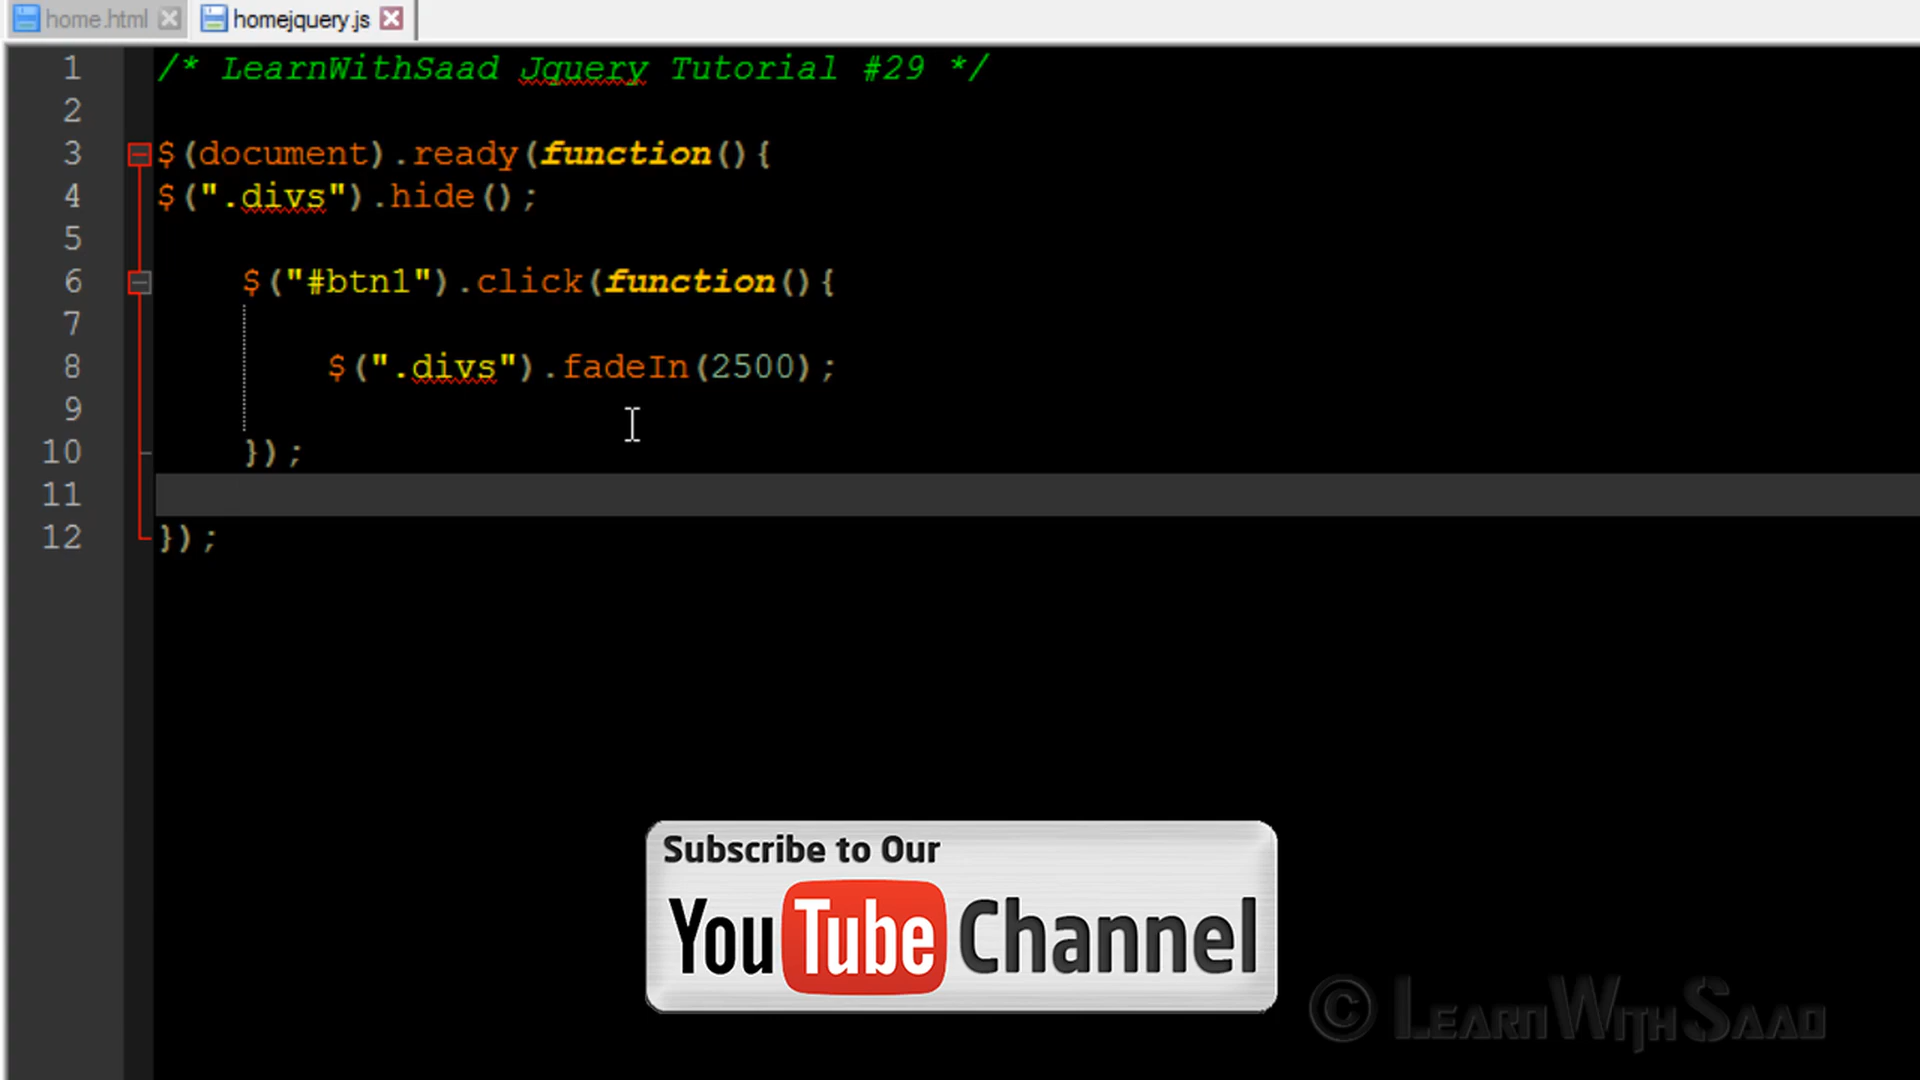 home.html homejquery.js
1 /* LearnWithSaad Jquery Tutorial #29 */
2
3 $(document).ready(function(){
4 $(".divs").hide();
5
6 $("#btn1").click(function(){
7
8 $(".divs").fadeIn(2500);
9
10 });
11
12 });
Subscribe to Our
YouTube Channel
© LearnWithSaad